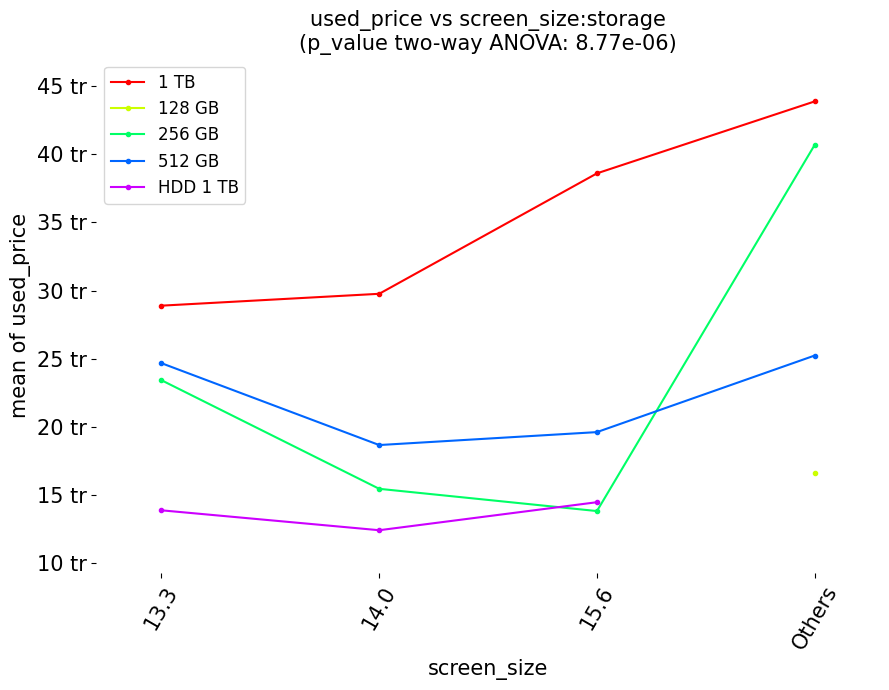 used_price vs screen_size:storage
(p_value two-way ANOVA: 8.77e-06)
1 TB
128 GB
256 GB
512 GB
HDD 1 TB
45 tr
40 tr
35 tr
30 tr
25 tr
20 tr
15 tr
10 tr
mean of used_price
13.3
14.0
15.6
Others
screen_size